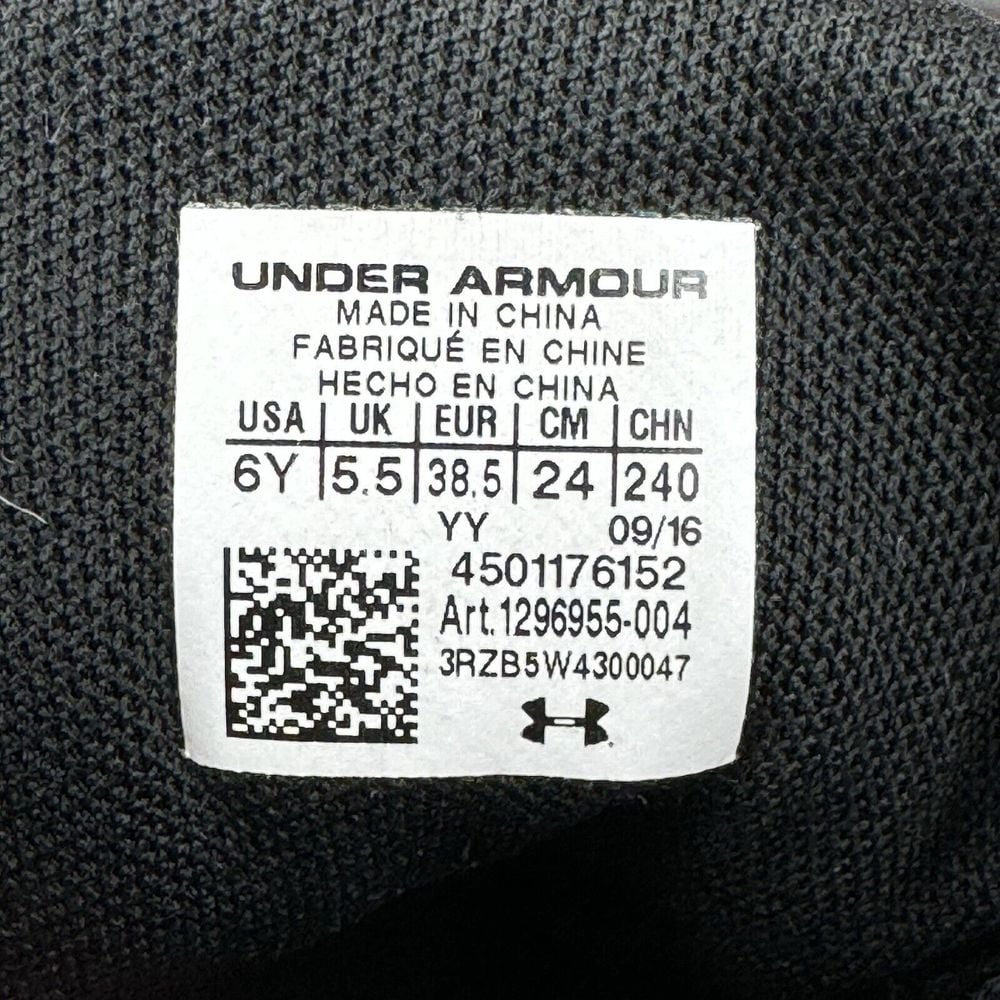 UNDER ARMOUR
MADE IN CHINA
FABRIQUÉ EN CHINE
HECHO EN CHINA
USA | UK | EUR | CM | CHN
6Y | 5.5 | 38.5 | 24 | 240
YY 09/16
4501176152
Art.1296955-004
3RZB5W4300047